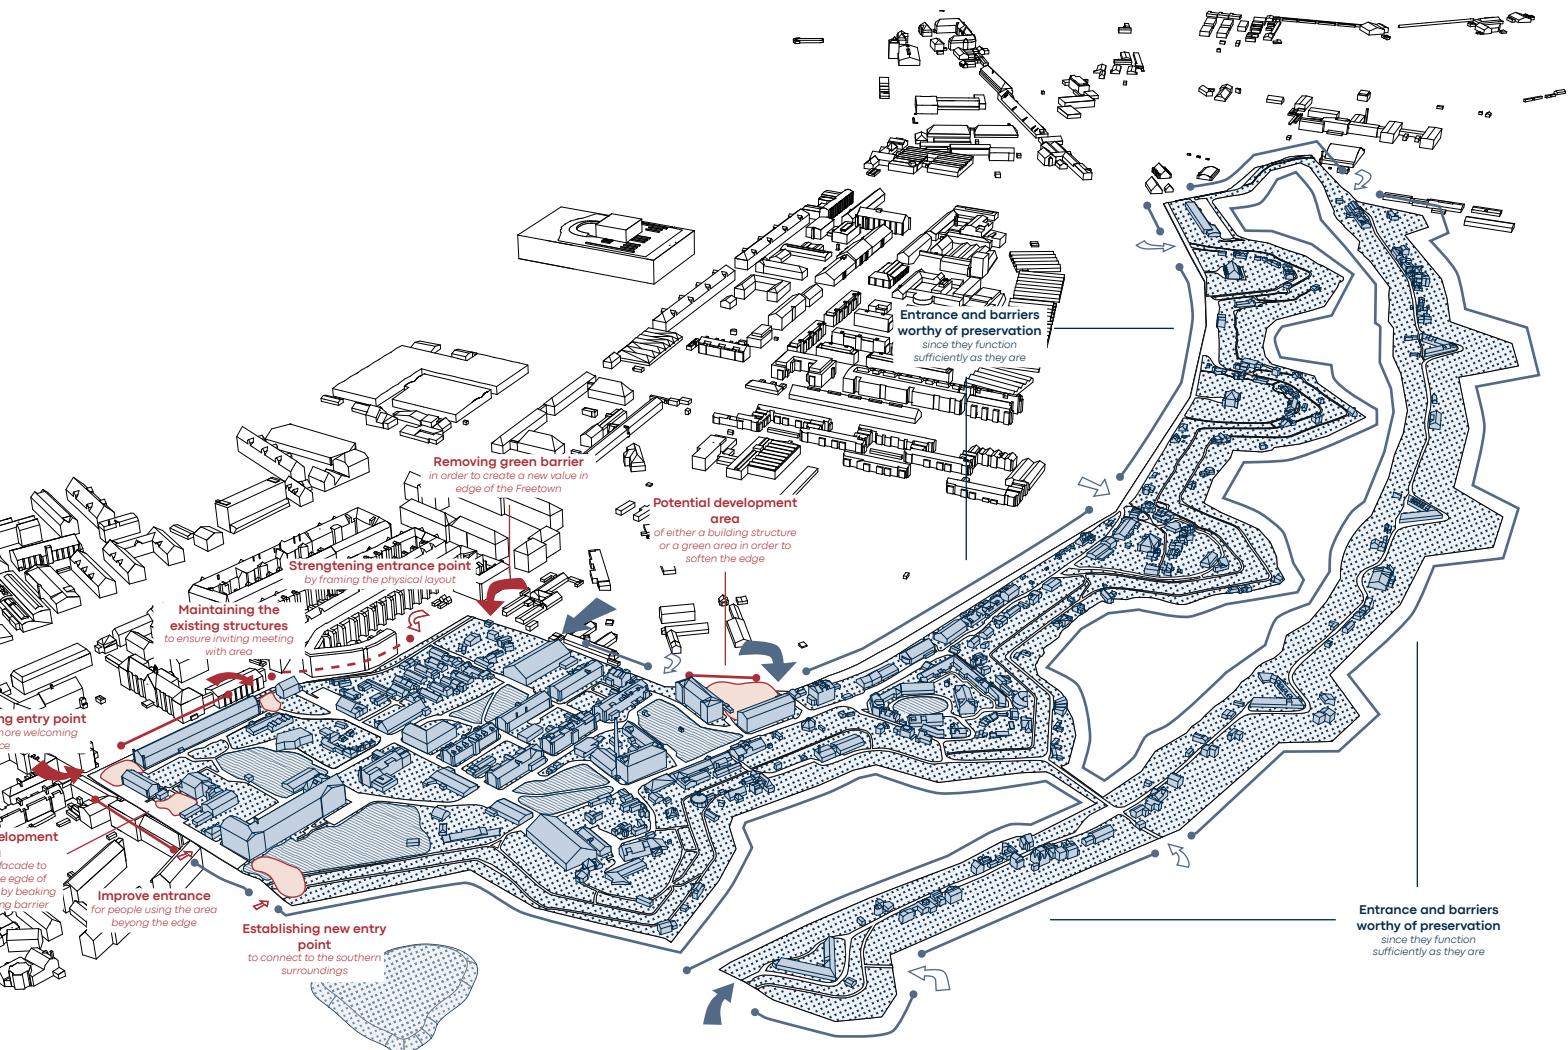 Entrance and barriers
worthy of preservation
since they function
sufficiently as they are
Removing green barrier
in order to create a new value in
edge of the Freetown
Potential development
area
of either a building structure
or a green area in order to
soften the edge
Strengtening entrance point
by framing the physical layout
Maintaining the
existing structures
to ensure inviting meeting
with area
ng entry point
more welcoming
ce
elopment
facade to
e egde of
by beaking
ng barrier
Improve entrance
for people using the area
beyong the edge
Establishing new entry
point
to connect to the southern
surroundings
Entrance and barriers
worthy of preservation
since they function
sufficiently as they are